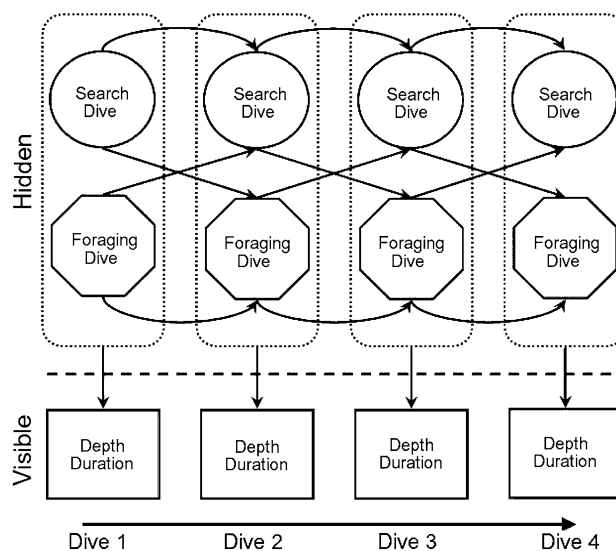 Hidden
Search
Dive
Search
Dive
Search
Dive
Search
Dive
Foraging
Dive
Foraging
Dive
Foraging
Dive
Foraging
Dive
Visible
Depth
Duration
Depth
Duration
Depth
Duration
Depth
Duration
Dive 1
Dive 2
Dive 3
Dive 4